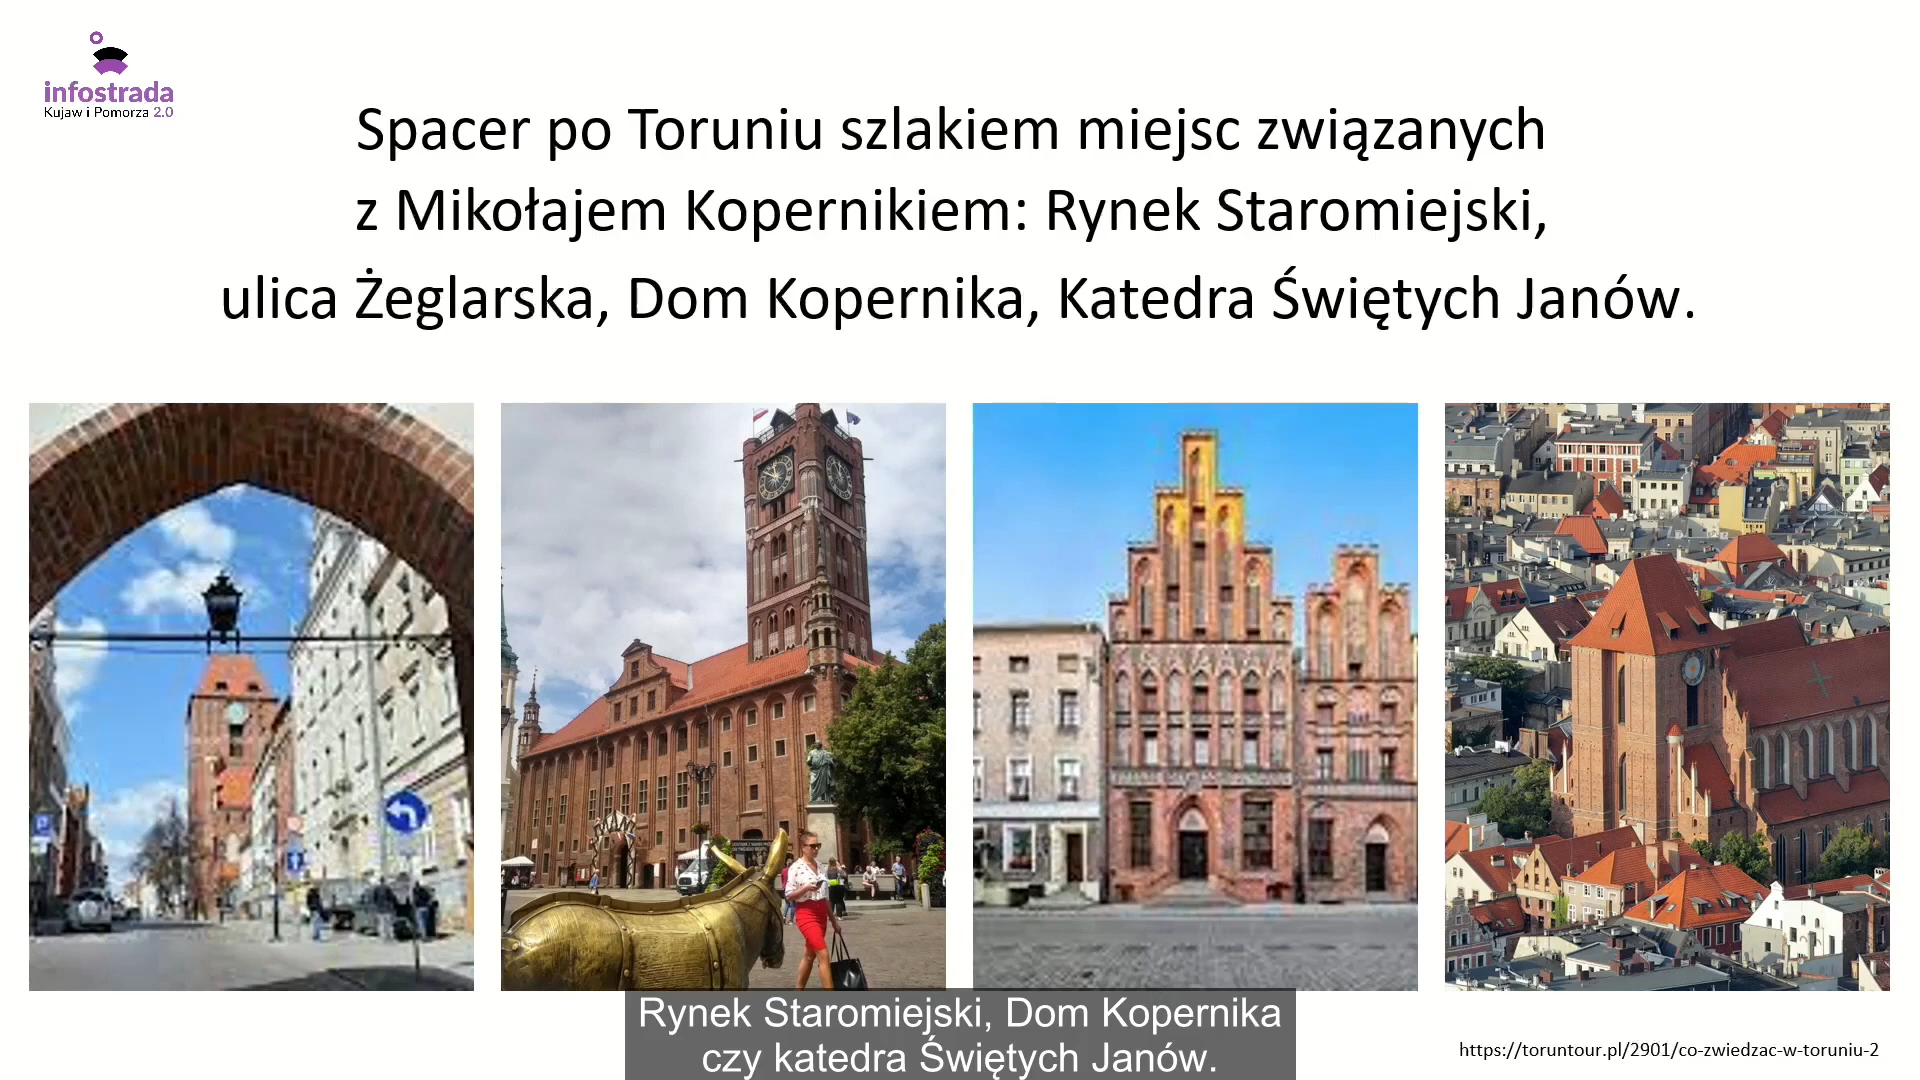 infostrada
Kujaw i Pomorza 2.0
Spacer po Toruniu szlakiem miejsc związanych
z Mikołajem Kopernikiem: Rynek Staromiejski,
ulica Żeglarska, Dom Kopernika, Katedra Świętych Janów.
P
Rynek Staromiejski, Dom Kopernika
czy katedra Świętych Janów.
https://toruntour.pl/2901/co-zwiedzac-w-toruniu-2